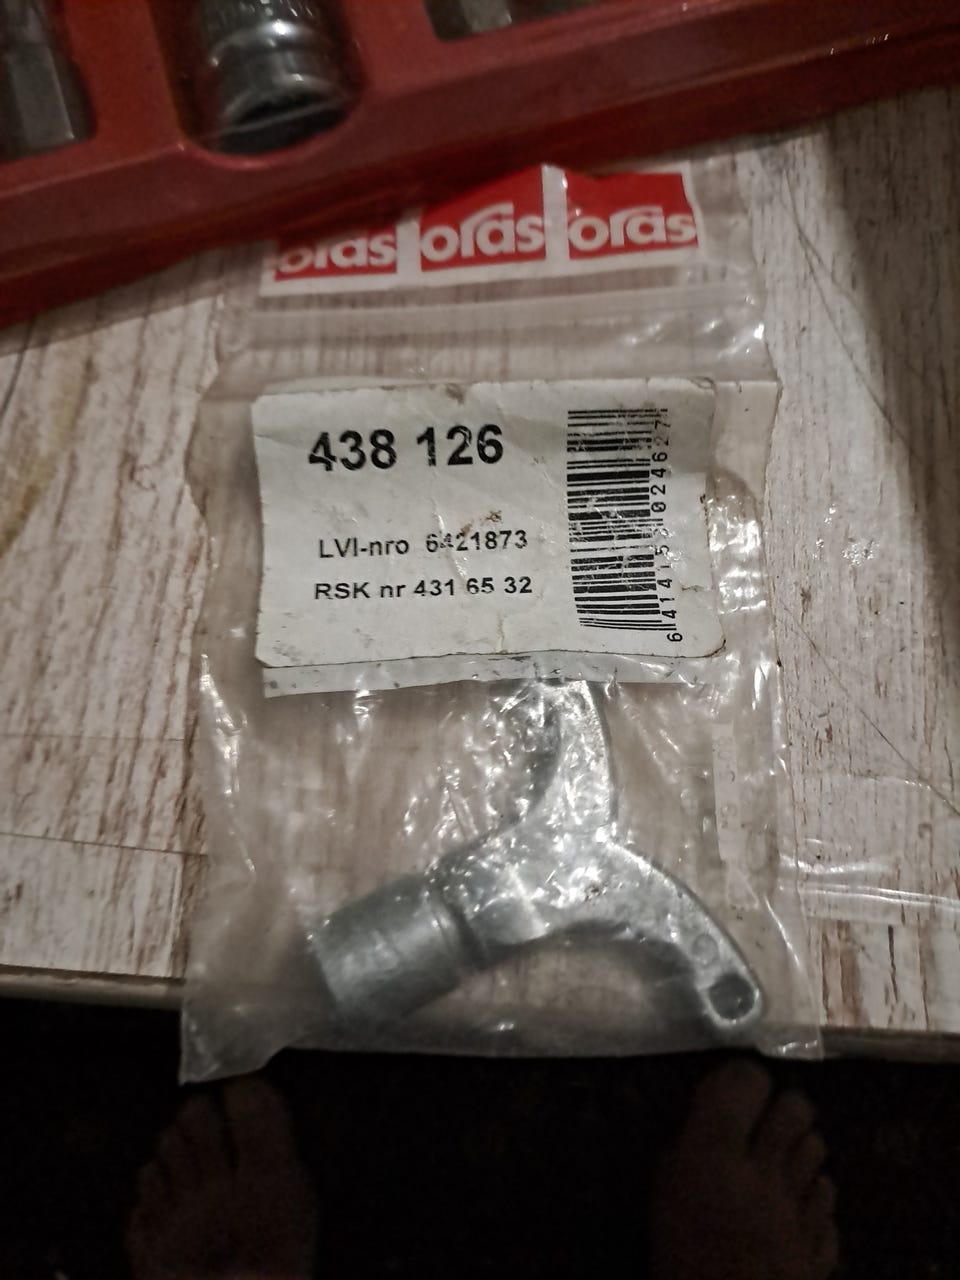 oras oras oras
438 126
LVI-nro 6421873
RSK nr 431 65 32